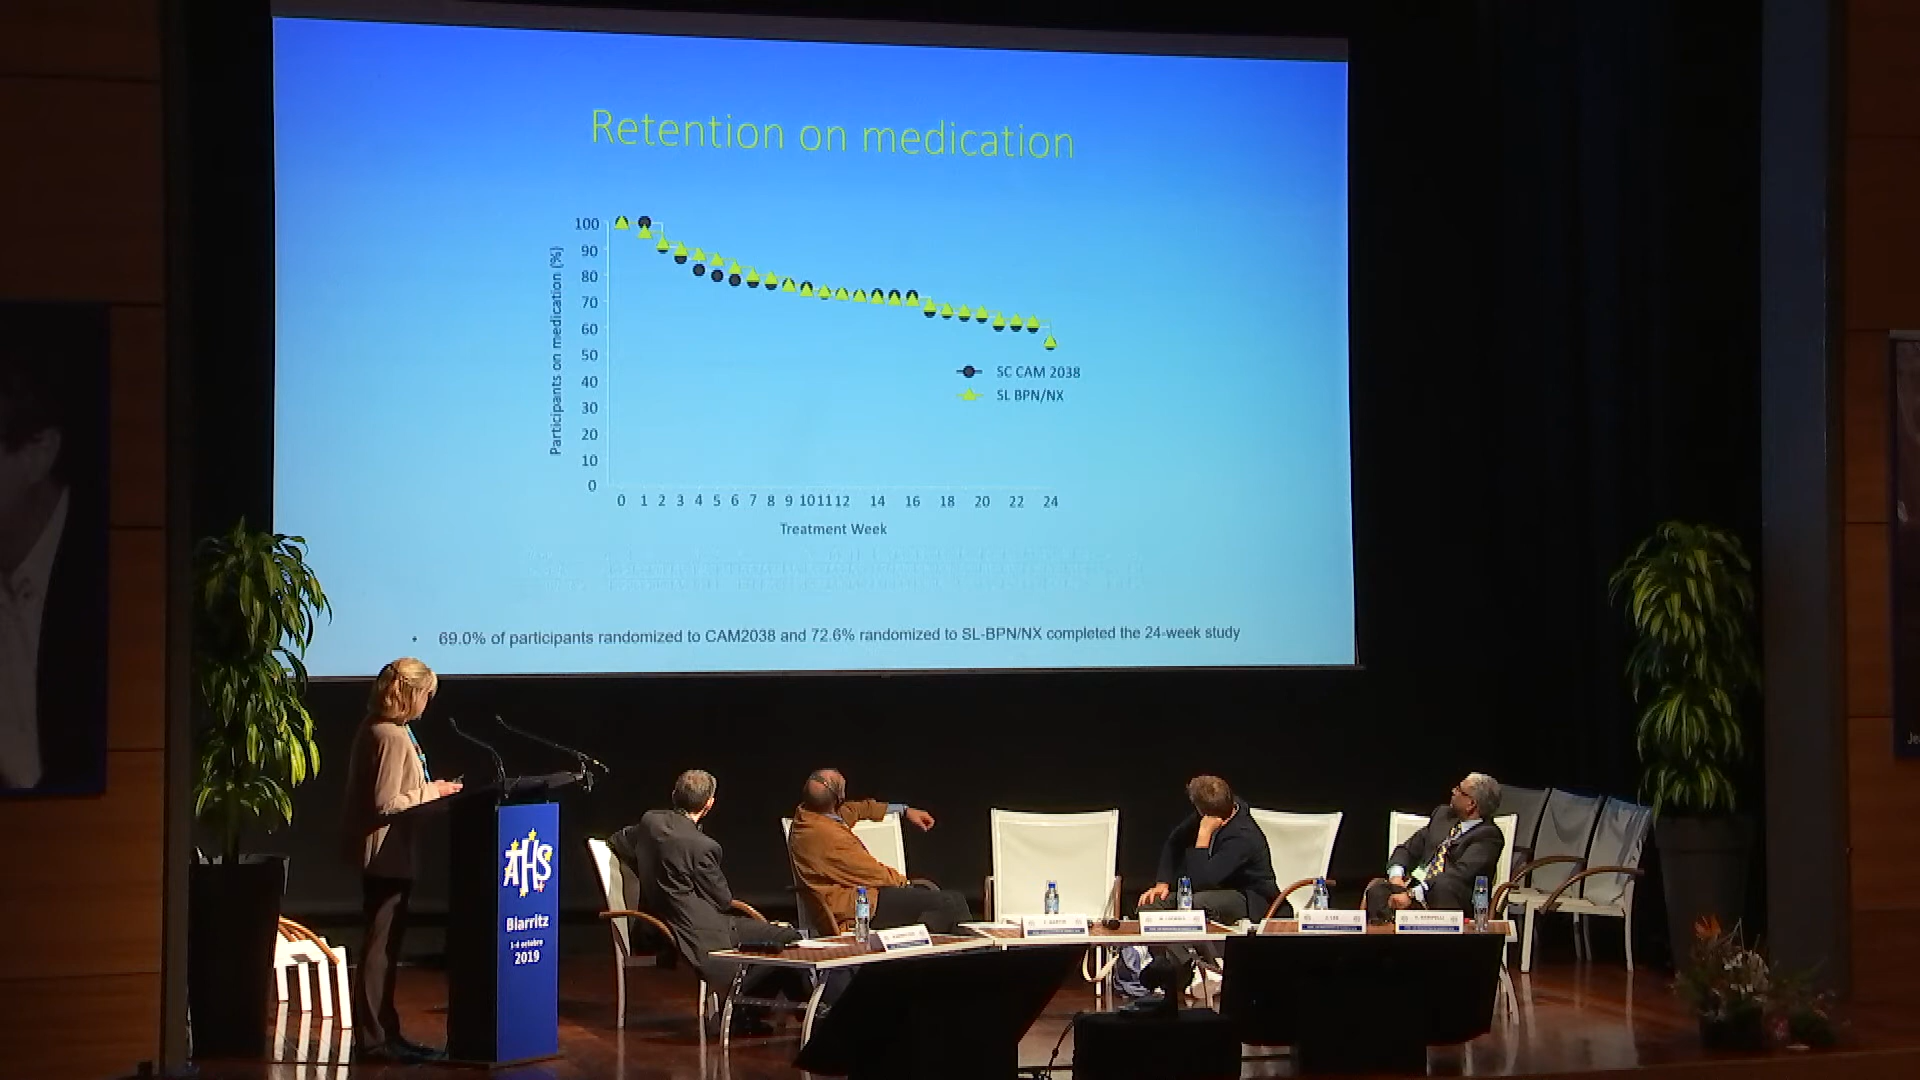 Retention on medication
Participants on medication (%)
100
90
80
70
60
50
40
30
20
10
0
0 1 2 3 4 5 6 7 8 9 10 11 12 14 16 18 20 22 24
Treatment Week
SC CAM 2038
SL BPN/NX
• 69.0% of participants randomized to CAM2038 and 72.6% randomized to SL-BPN/NX completed the 24-week study
AHS
Biarritz
1-4 octobre
2019